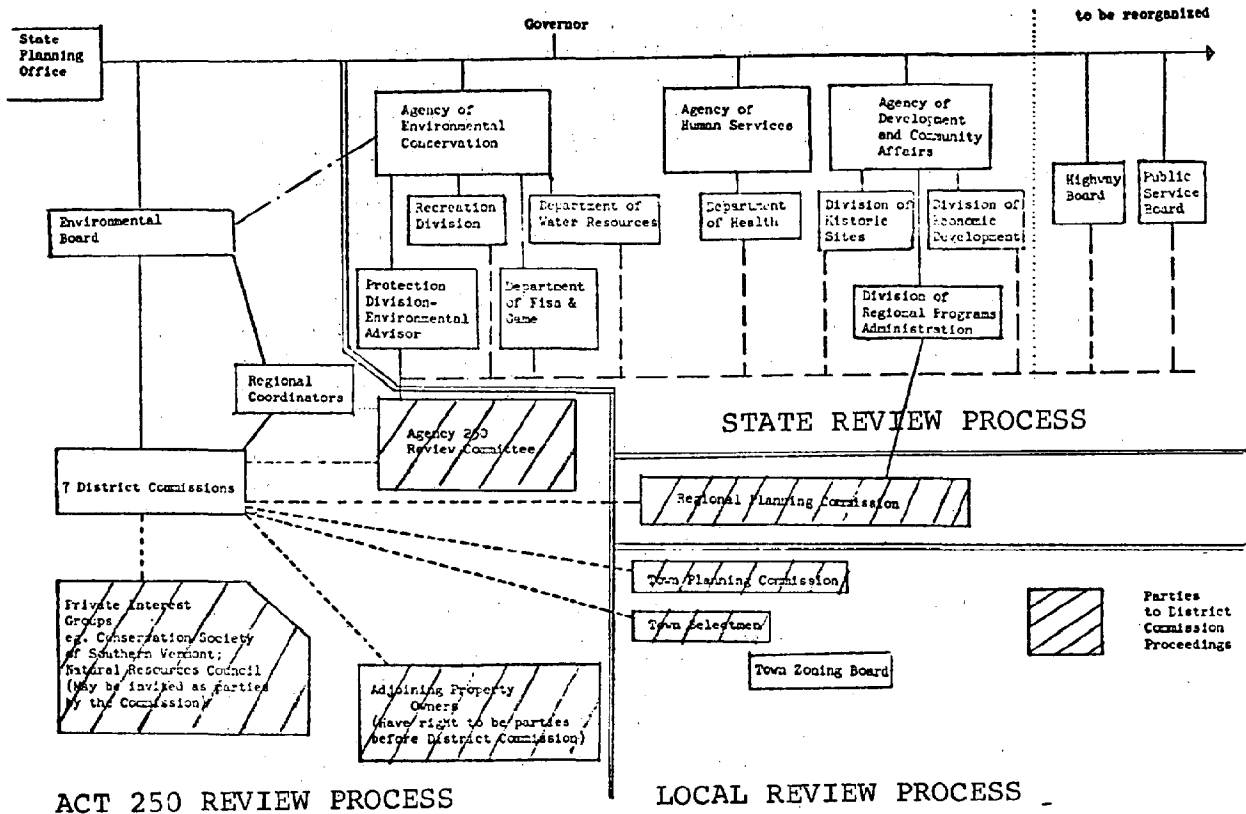 Governor
to be reorganized
State
Planning
Office
Agency of
Environmental
Conservation
Agency of
Human Services
Agency of
Development
and Community
Affairs
Highway
Board
Public
Service
Board
Environmental
Board
Recreation
Division
Department of
Water Resources
Department
of Health
Division of
Historic
Sites
Division of
Economic
Development
Protection
Division-
Environmental
Advisor
Department
of Fish &
Game
Division of
Regional Programs
Administration
Regional
Coordinators
Agency 250
Review Committee
STATE REVIEW PROCESS
7 District Commissions
Regional Planning Commission
Town Planning Commission
Town Selectmen
Town Zoning Board
Parties
to District
Commission
Proceedings
Private Interest
Groups
eg. Conservation Society
of Southern Vermont;
Natural Resources Council
(May be invited as parties
by the Commission)
Adjoining Property
Owners
(Have right to be parties
before District Commission)
ACT 250 REVIEW PROCESS
LOCAL REVIEW PROCESS